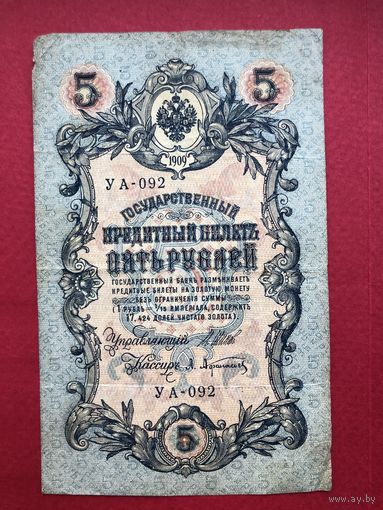 5 5
1909
УА-092
ГОСУДАРСТВЕННЫЙ
КРЕДИТНЫЙ БИЛЕТЪ
ПЯТЬ РУБЛЕЙ
ГОСУДАРСТВЕННЫЙ БАНКЪ РАЗМѢНИВАЕТЪ
КРЕДИТНЫЕ БИЛЕТЫ НА ЗОЛОТУЮ МОНЕТУ
БЕЗЪ ОГРАНИЧЕНІЯ СУММЫ
(1 РУБЛЬ = 1/15 ИМПЕРІАЛА, СОДЕРЖИТЪ
17,424 ДОЛЕЙ ЧИСТАГО ЗОЛОТА)
Управляющій
Кассиръ
УА-092
5
www.ay.by